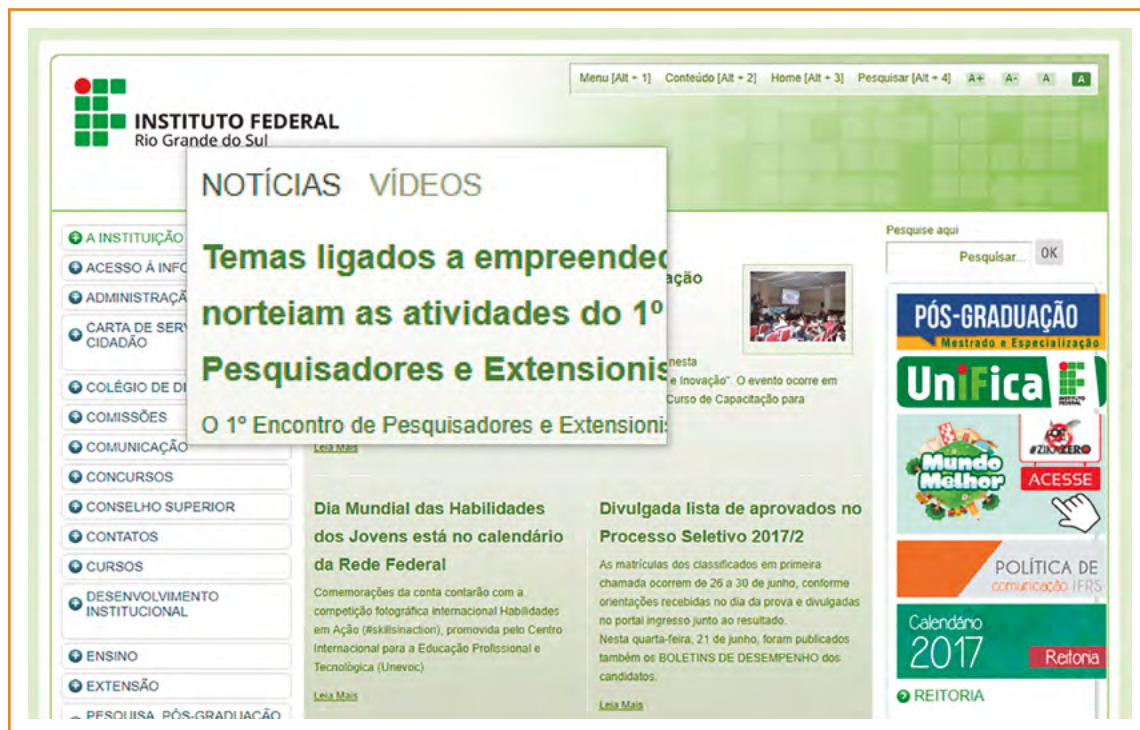 Menu [Alt + 1] Conteúdo [Alt + 2] Home [Alt + 3] Pesquisar [Alt + 4] A+ A- A A
INSTITUTO FEDERAL
Rio Grande do Sul
NOTÍCIAS VÍDEOS
Temas ligados a empreended
norteiam as atividades do 1º
Pesquisadores e Extensionis
O 1º Encontro de Pesquisadores e Extensionis
A INSTITUIÇÃO
ACESSO À INFO
ADMINISTRAÇÃ
CARTA DE SERV
CIDADÃO
COLÉGIO DE DI
COMISSÕES
COMUNICAÇÃO
CONCURSOS
CONSELHO SUPERIOR
CONTATOS
CURSOS
DESENVOLVIMENTO
INSTITUCIONAL
ENSINO
EXTENSÃO
PESQUISA, PÓS-GRADUAÇÃO
ação
nesta
e Inovação". O evento ocorre em
Curso de Capacitação para
Leia Mais
Dia Mundial das Habilidades
dos Jovens está no calendário
da Rede Federal
Comemorações da conta contarão com a
competição fotográfica internacional Habilidades
em Ação (#skillsinaction), promovida pelo Centro
Internacional para a Educação Profissional e
Tecnológica (Unevoc)
Leia Mais
Divulgada lista de aprovados no
Processo Seletivo 2017/2
As matrículas dos classificados em primeira
chamada ocorrem de 26 a 30 de junho, conforme
orientações recebidas no dia da prova e divulgadas
no portal ingresso junto ao resultado.
Nesta quarta-feira, 21 de junho, foram publicados
também os BOLETINS DE DESEMPENHO dos
candidatos.
Leia Mais
Pesquise aqui
Pesquisar... OK
PÓS-GRADUAÇÃO
Mestrado e Especialização
UniFica
INSTITUTO
FEDERAL
#ZIKAZERO
Mundo
Melhor
ACESSE
POLÍTICA DE
comunicação IFRS
Calendário
2017
Reitoria
REITORIA